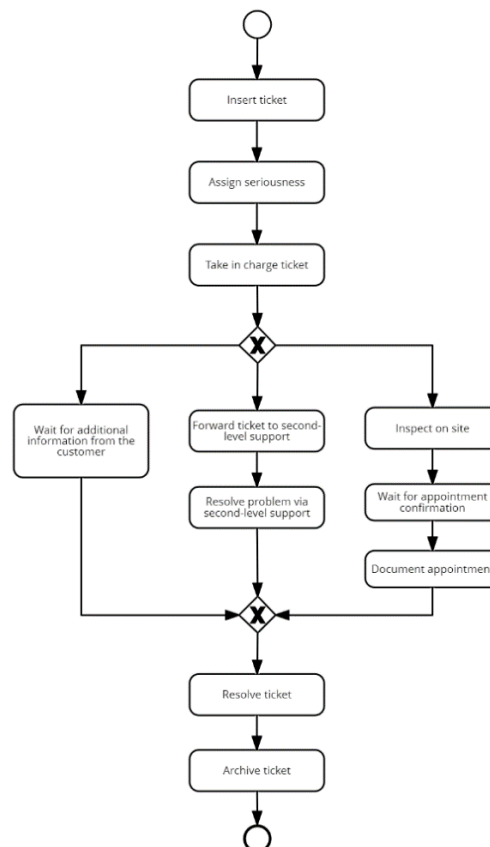 Insert ticket
Assign seriousness
Take in charge ticket
X
Wait for additional
information from the
customer
Forward ticket to second-
level support
Resolve problem via
second-level support
Inspect on site
Wait for appointment
confirmation
Document appointment
X
Resolve ticket
Archive ticket